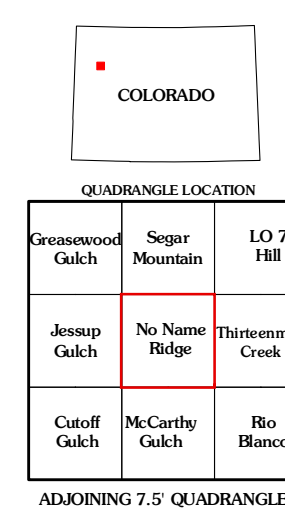 COLORADO
QUADRANGLE LOCATION
Greasewood
Gulch
Segar
Mountain
LO 7
Hill
Jessup
Gulch
No Name
Ridge
Thirteenm
Creek
Cutoff
Gulch
McCarthy
Gulch
Rio
Blanco
ADJOINING 7.5' QUADRANGLE